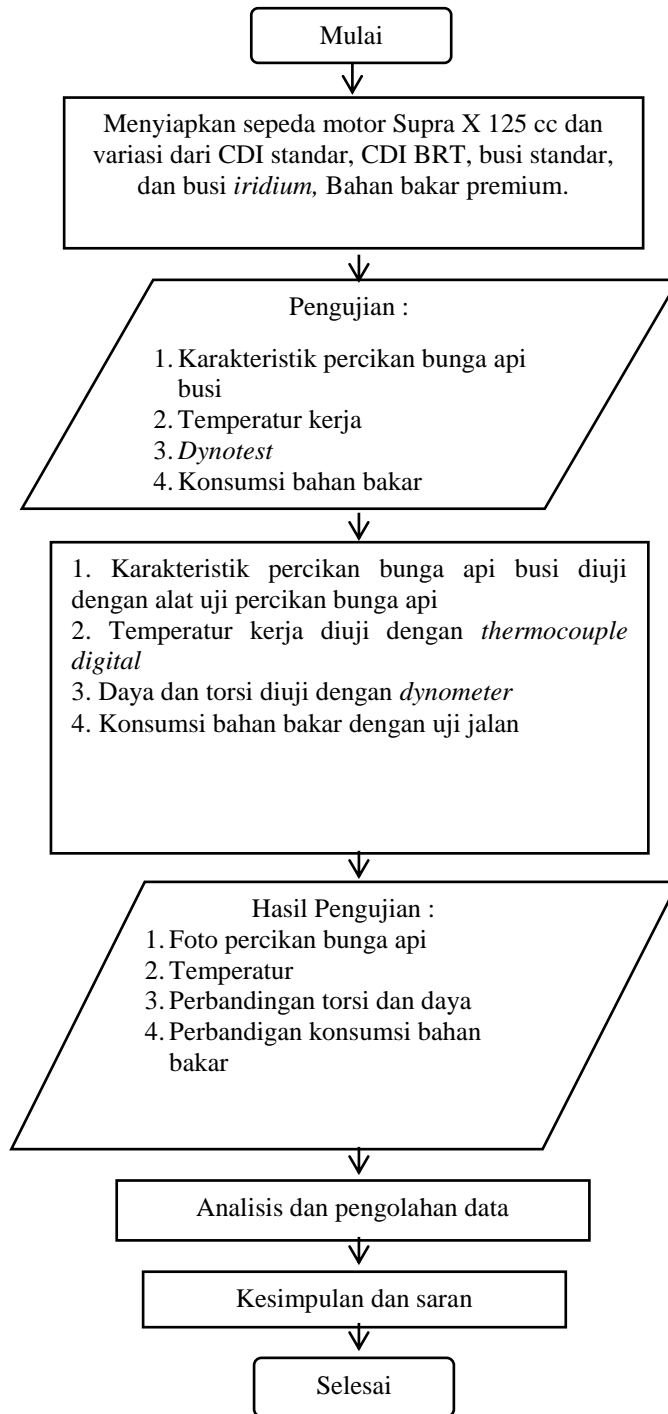 Mulai
Menyiapkan sepeda motor Supra X 125 cc dan
variasi dari CDI standar, CDI BRT, busi standar,
dan busi iridium, Bahan bakar premium.
Pengujian :
1. Karakteristik percikan bunga api
busi
2. Temperatur kerja
3. Dynotest
4. Konsumsi bahan bakar
1. Karakteristik percikan bunga api busi diuji
dengan alat uji percikan bunga api
2. Temperatur kerja diuji dengan thermocouple
digital
3. Daya dan torsi diuji dengan dynometer
4. Konsumsi bahan bakar dengan uji jalan
Hasil Pengujian :
1. Foto percikan bunga api
2. Temperatur
3. Perbandingan torsi dan daya
4. Perbandigan konsumsi bahan
bakar
Analisis dan pengolahan data
Kesimpulan dan saran
Selesai